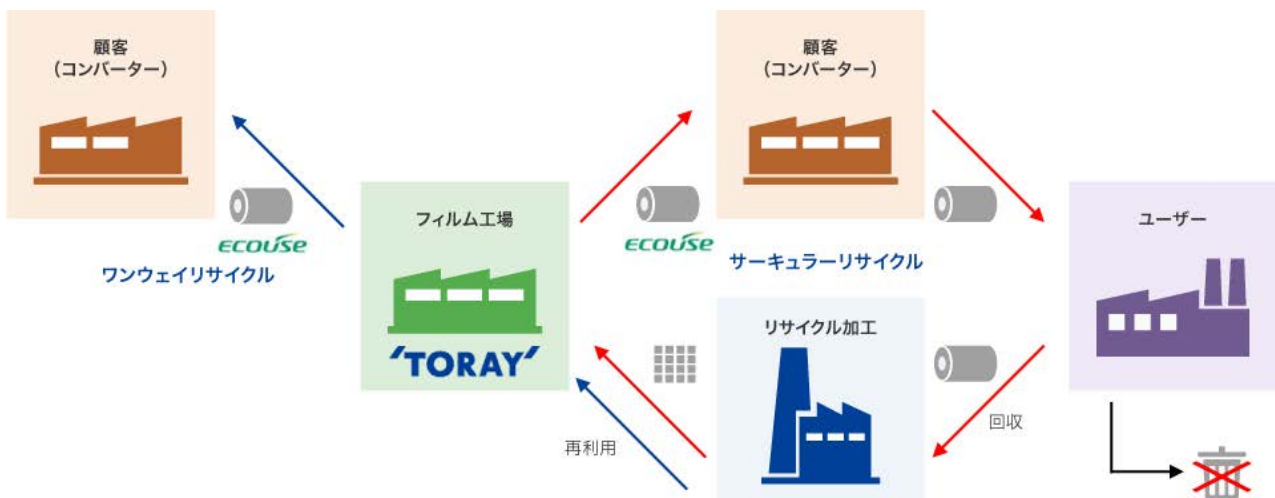 顧客
（コンバーター）
顧客
（コンバーター）
フィルム工場
ユーザー
ECOUSE
ECOUSE
ワンウェイリサイクル
サーキュラーリサイクル
リサイクル加工
'TORAY'
回収
再利用